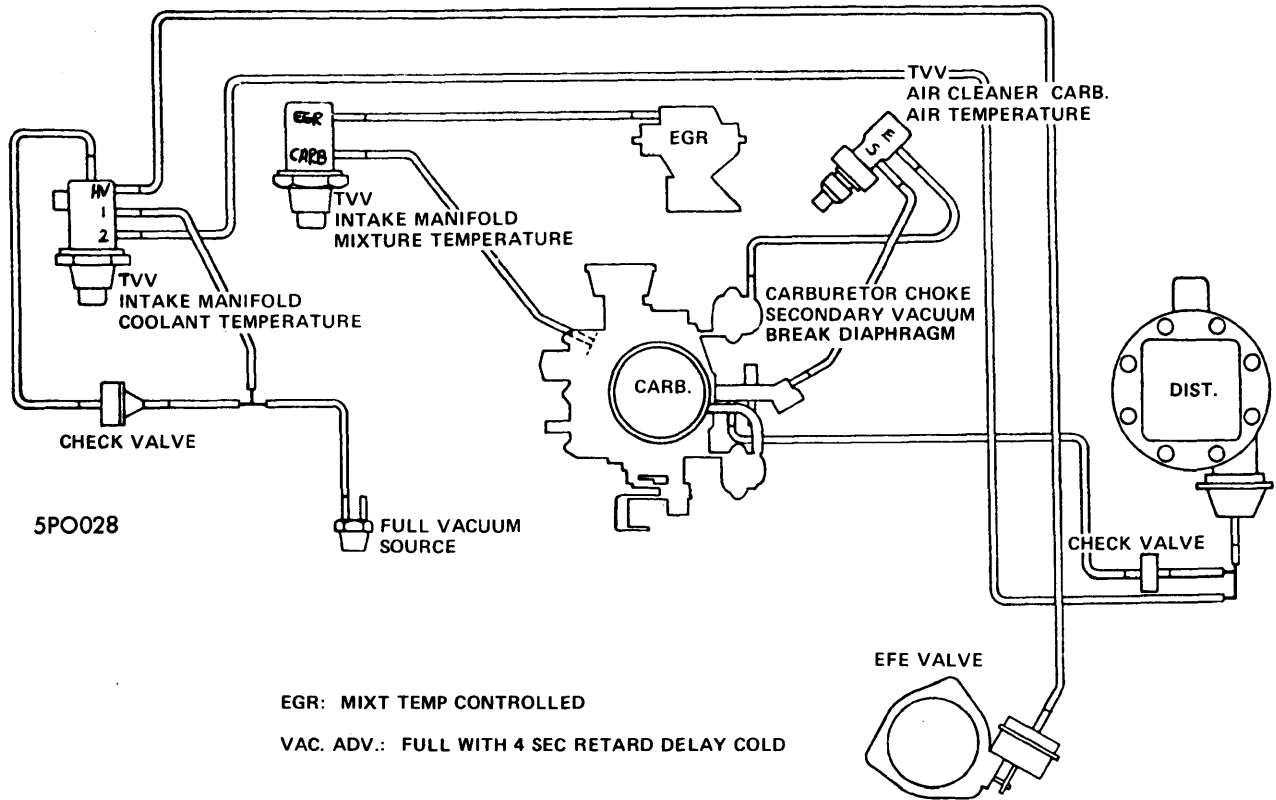 TVV
AIR CLEANER CARB.
AIR TEMPERATURE
EGR
CARB
EGR
E
S
HV
1
2
TVV
INTAKE MANIFOLD
MIXTURE TEMPERATURE
TVV
INTAKE MANIFOLD
COOLANT TEMPERATURE
CARBURETOR CHOKE
SECONDARY VACUUM
BREAK DIAPHRAGM
CARB.
DIST.
CHECK VALVE
5PO028
FULL VACUUM
SOURCE
CHECK VALVE
EFE VALVE
EGR: MIXT TEMP CONTROLLED
VAC. ADV.: FULL WITH 4 SEC RETARD DELAY COLD